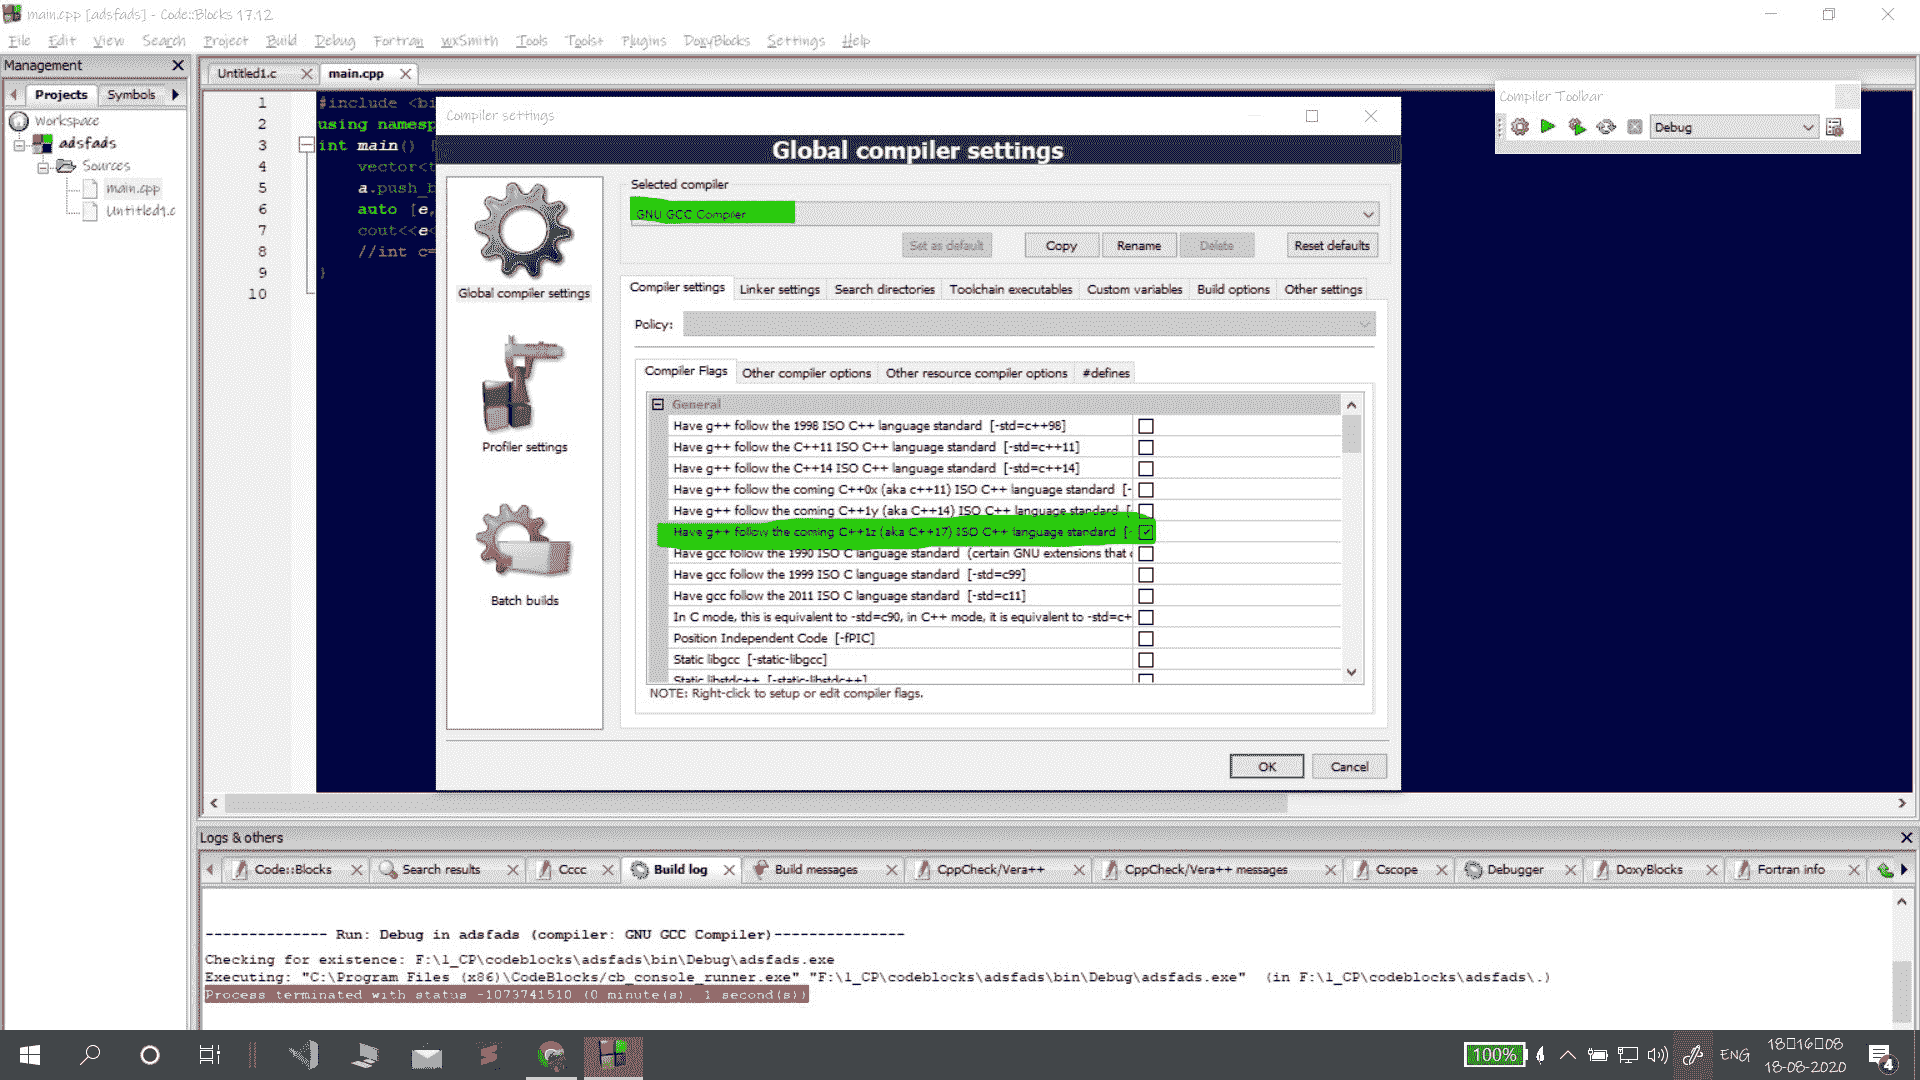 main.cpp [adsfads] - Code::Blocks 17.12
File Edit View Search Project Build Debug Fortran wxSmith Tools Tools+ Plugins DoxyBlocks Settings Help
Management
Projects Symbols
Workspace
adsfads
Sources
main.cpp
Untitled1.c
Untitled1.c main.cpp
1 #include <bi
2 using namesp
3 int main() {
4 vector<t
5 a.push_b
6 auto [e,
7 cout<<e<
8 //int c=
9 }
10
Compiler Toolbar
Debug
Compiler settings
Global compiler settings
Global compiler settings
Profiler settings
Batch builds
Selected compiler
GNU GCC Compiler
Set as default Copy Rename Delete Reset defaults
Compiler settings Linker settings Search directories Toolchain executables Custom variables Build options Other settings
Policy:
Compiler Flags Other compiler options Other resource compiler options #defines
General
Have g++ follow the 1998 ISO C++ language standard [-std=c++98]
Have g++ follow the C++11 ISO C++ language standard [-std=c++11]
Have g++ follow the C++14 ISO C++ language standard [-std=c++14]
Have g++ follow the coming C++0x (aka c++11) ISO C++ language standard [-
Have g++ follow the coming C++1y (aka C++14) ISO C++ language standard [
Have g++ follow the coming C++1z (aka C++17) ISO C++ language standard [-
Have gcc follow the 1990 ISO C language standard (certain GNU extensions that
Have gcc follow the 1999 ISO C language standard [-std=c99]
Have gcc follow the 2011 ISO C language standard [-std=c11]
In C mode, this is equivalent to -std=c90, in C++ mode, it is equivalent to -std=c+
Position Independent Code [-fPIC]
Static libgcc [-static-libgcc]
Static libstdc++ [-static-libstdc++]
NOTE: Right-click to setup or edit compiler flags.
OK Cancel
Logs & others
Code::Blocks Search results Cccc Build log Build messages CppCheck/Vera++ CppCheck/Vera++ messages Cscope Debugger DoxyBlocks Fortran info
-------------- Run: Debug in adsfads (compiler: GNU GCC Compiler)---------------
Checking for existence: F:\1_CP\codeblocks\adsfads\bin\Debug\adsfads.exe
Executing: "C:\Program Files (x86)\CodeBlocks/cb_console_runner.exe" "F:\1_CP\codeblocks\adsfads\bin\Debug\adsfads.exe" (in F:\1_CP\codeblocks\adsfads\.)
Process terminated with status -1073741510 (0 minute(s), 1 second(s))
100% ENG 18▯16▯08
18-08-2020
4